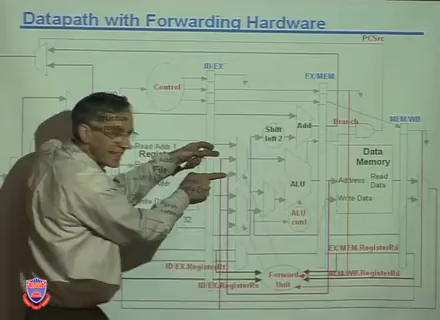 Datapath with Forwarding Hardware
PCSrc
ID/EX
EX/MEM
Control
MEM/WB
Branch
Add
Shift
left 2
Read Addr 1
Data
Memory
Address
Read
Data
ALU
Write Data
ALU
cntrl
32
EX/MEM.RegisterRd
ID/EX.RegisterRt
Forward
Unit
MEM/WB.RegisterRd
ID/EX.RegisterRs